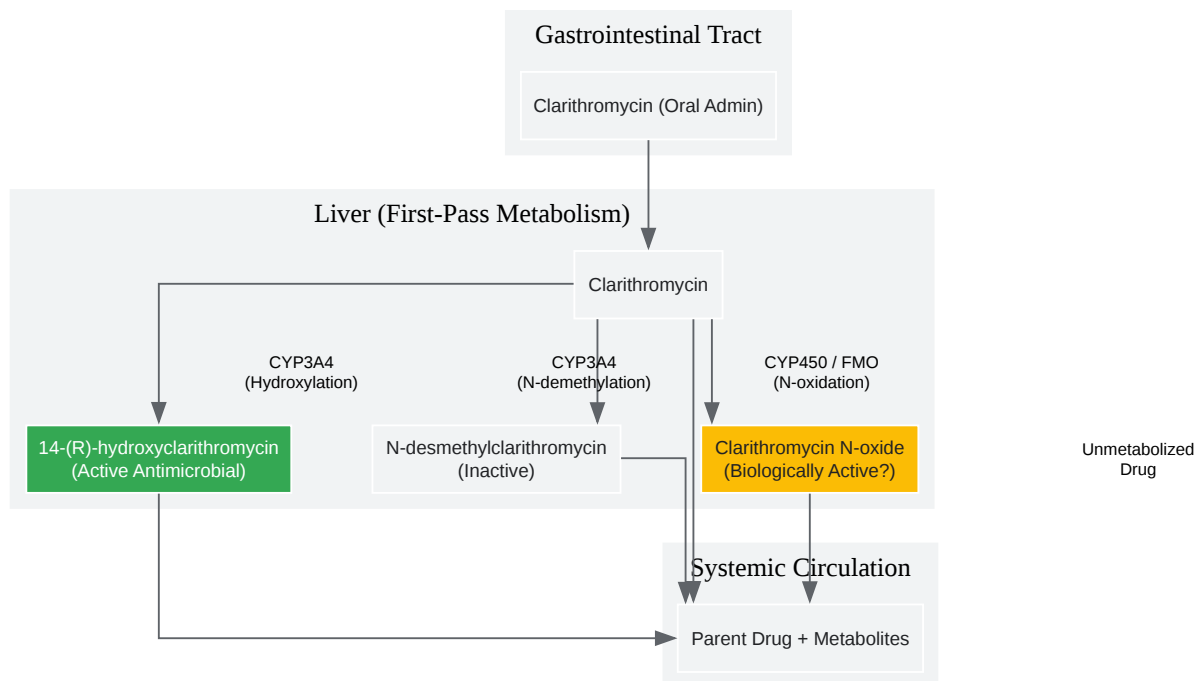 Gastrointestinal Tract
Clarithromycin (Oral Admin)
Liver (First-Pass Metabolism)
Clarithromycin
CYP3A4
(Hydroxylation)
CYP3A4
(N-demethylation)
CYP450 / FMO
(N-oxidation)
14-(R)-hydroxyclarithromycin
(Active Antimicrobial)
N-desmethylclarithromycin
(Inactive)
Clarithromycin N-oxide
(Biologically Active?)
Unmetabolized
Drug
Systemic Circulation
Parent Drug + Metabolites